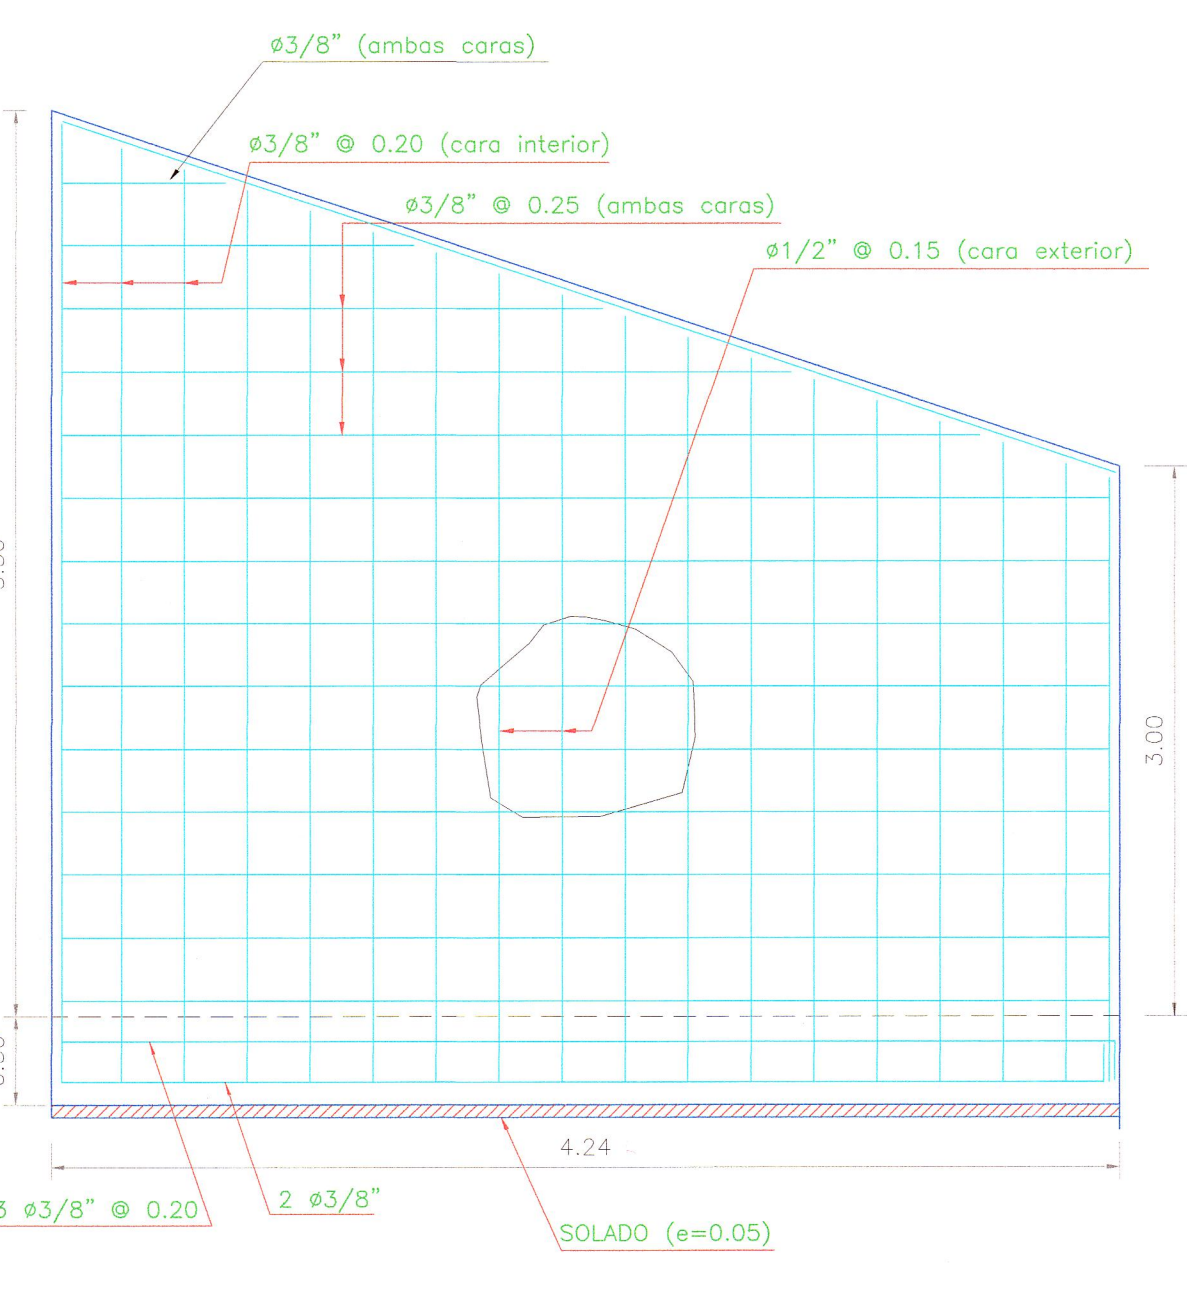 ø3/8” (ambas caras)
ø3/8” @ 0.20 (cara interior)
ø3/8” @ 0.25 (ambas caras)
ø1/2” @ 0.15 (cara exterior)
3.00
4.24
ø3/8” @ 0.20
2 ø3/8”
SOLADO (e=0.05)